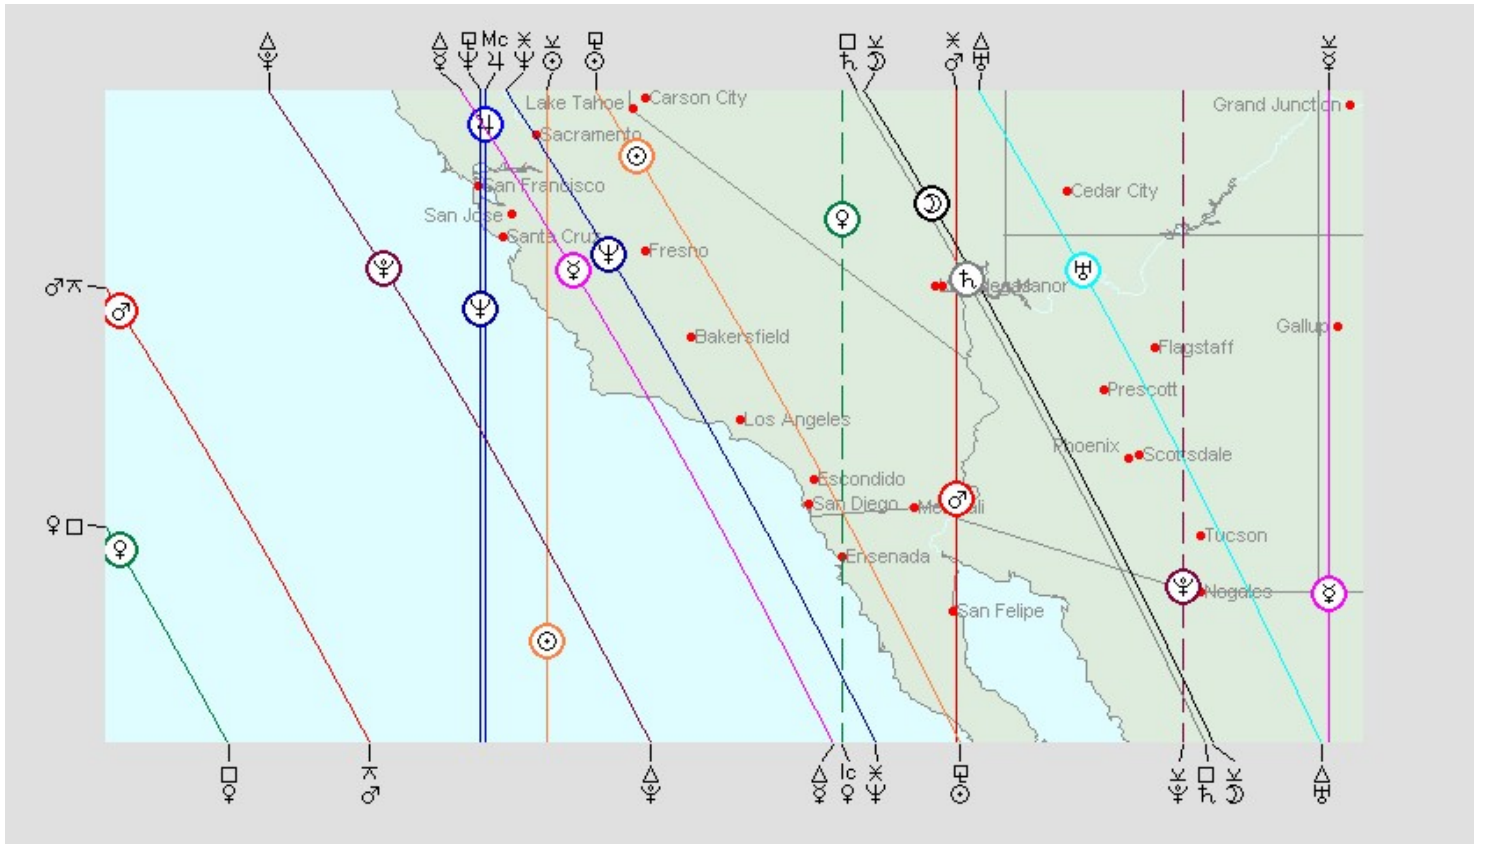 Mc
Lake Tahoe
Carson City
Grand Junction
Sacramento
San Francisco
Cedar City
San Jose
Santa Cruz
Fresno
Manor
Gallup
Bakersfield
Flagstaff
Prescott
Los Angeles
Phoenix
Scottsdale
Escondido
San Diego
Tucson
Ensenada
Nogales
San Felipe
Ic